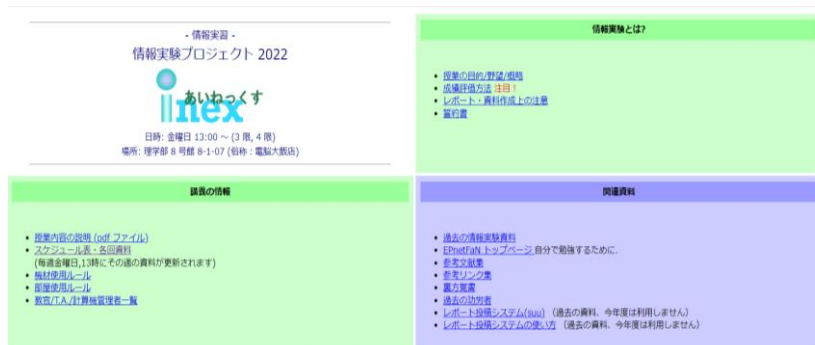 - 情報実習 -
情報実験プロジェクト 2022
あいねっくす
inex
日時: 金曜日 13:00 ～ (3 限, 4 限)
場所: 理学部 8 号館 8-1-07 (俗称 : 電脳大飯店)
情報実験とは?
授業の目的/野望/概略
成績評価方法 注目！
レポート・資料作成上の注意
誓約書
講義の情報
授業内容の説明 (pdf ファイル)
スケジュール表・各回資料
(毎週金曜日,13時にその週の資料が更新されます)
機材使用ルール
部屋使用ルール
教官/T.A./計算機管理者一覧
関連資料
過去の情報実験資料
EPnetFaN トップページ 自分で勉強するために.
参考文献集
参考リンク集
裏方覚書
過去の功労者
レポート投稿システム(suu) （過去の資料、今年度は利用しません）
レポート投稿システムの使い方 （過去の資料、今年度は利用しません）